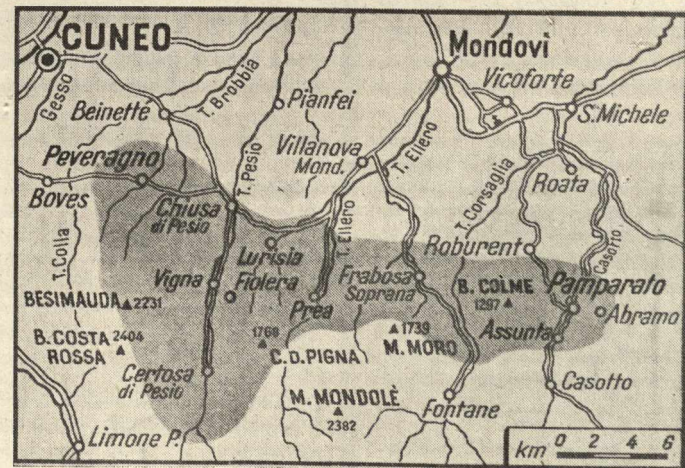 CUNEO
Mondovì
Vicoforte
S. Michele
Gesso
Beinette
T. Brobbia
Pianfei
Peveragno
Villanova
Mond.
T. Ellero
T. Pesio
T. Corsaglia
Roata
Boves
Chiusa
di Pesio
T. Ellero
Casotto
T. Colla
Lurisia
Roburent
Vigna
Fiolera
Frabosa
Soprana
B. COLME
1297
Pamparato
BESIMAUDA 2231
Prea
Abramo
B. COSTA
ROSSA
2404
1768
C. D. PIGNA
1739
M. MORO
Assunta
Certosa
di Pesio
M. MONDOLÈ
2382
Fontane
Casotto
Limone P.
km 0 2 4 6